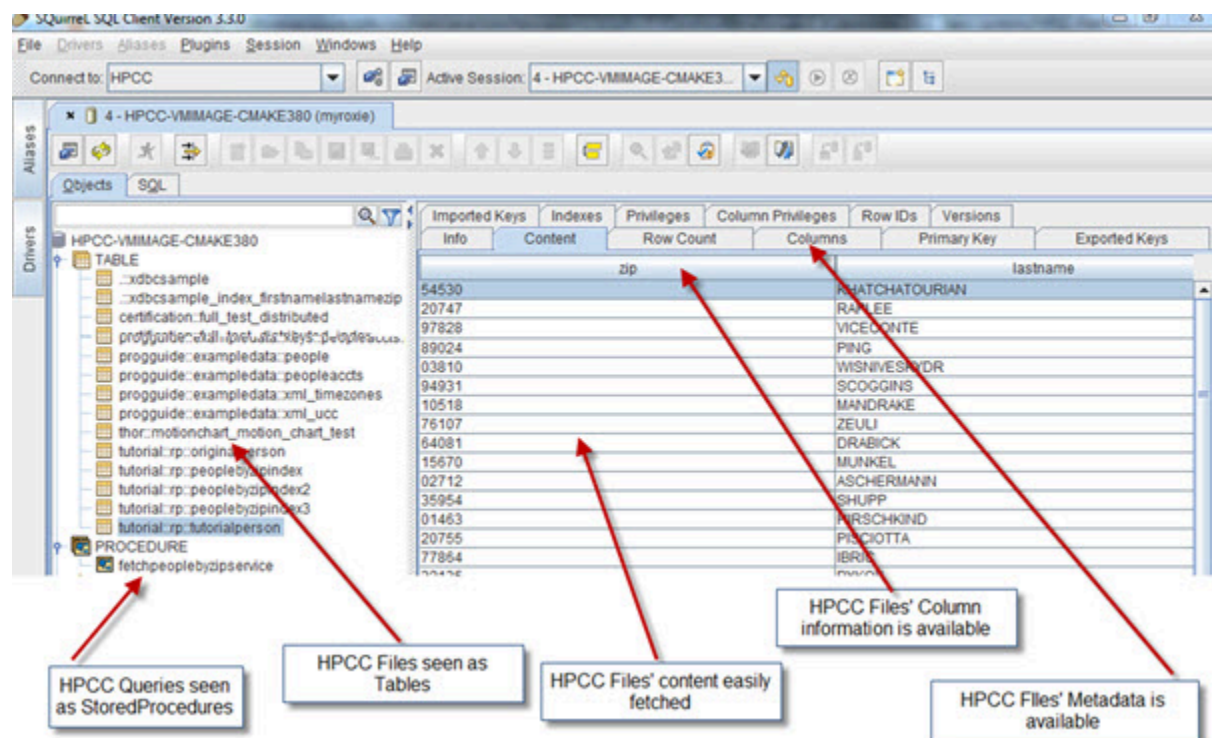 SQuirreL SQL Client Version 3.3.0
File Drivers Aliases Plugins Session Windows Help
Connect to: HPCC
Active Session: 4 - HPCC-VMIMAGE-CMAKE3...
4 - HPCC-VMIMAGE-CMAKE380 (myroxie)
Aliases
Drivers
Objects SQL
HPCC-VMIMAGE-CMAKE380
TABLE
.::xdbcsample
.::xdbcsample_index_firstnamelastnamezip
certification::full_test_distributed
progguide::exampledata::people
progguide::exampledata::peopleaccts
progguide::exampledata::xml_timezones
progguide::exampledata::xml_ucc
thor::motionchart_motion_chart_test
tutorial::rp::originalperson
tutorial::rp::peoplebyzipindex
tutorial::rp::peoplebyzipindex2
tutorial::rp::peoplebyzipindex3
tutorial::rp::tutorialperson
PROCEDURE
fetchpeoplebyzipservice
Imported Keys Indexes Privileges Column Privileges Row IDs Versions
Info Content Row Count Columns Primary Key Exported Keys
zip lastname
54530 KHATCHATOURIAN
20747
97828 VICECONTE
89024 PING
03810
94931 SCOGGINS
10518 MANDRAKE
76107 ZEULI
64081 DRABICK
15670 MUNKEL
02712 ASCHERMANN
35954 SHUPP
01463 HIRSCHKIND
20755 PISCIOTTA
77864
HPCC Queries seen
as StoredProcedures
HPCC Files seen as
Tables
HPCC Files' content easily
fetched
HPCC Files' Column
information is available
HPCC FIles' Metadata is
available